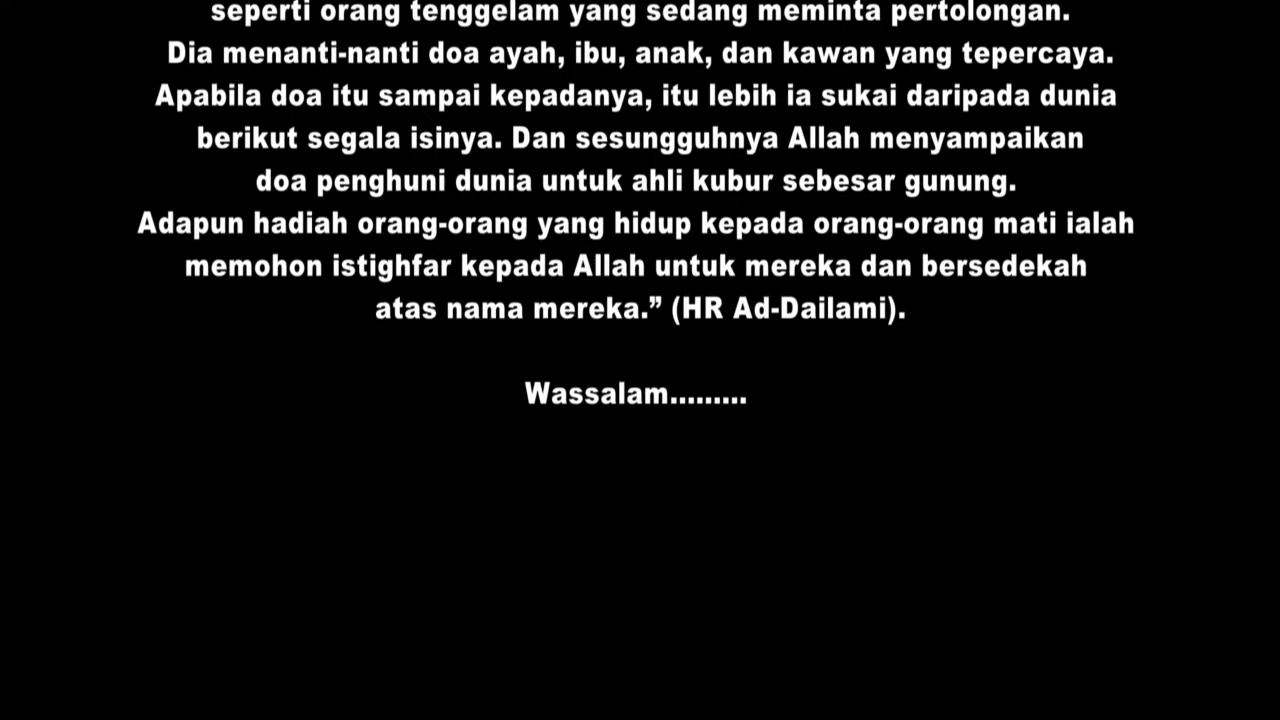 seperti orang tenggelam yang sedang meminta pertolongan.
Dia menanti-nanti doa ayah, ibu, anak, dan kawan yang tepercaya.
Apabila doa itu sampai kepadanya, itu lebih ia sukai daripada dunia
berikut segala isinya. Dan sesungguhnya Allah menyampaikan
doa penghuni dunia untuk ahli kubur sebesar gunung.
Adapun hadiah orang-orang yang hidup kepada orang-orang mati ialah
memohon istighfar kepada Allah untuk mereka dan bersedekah
atas nama mereka.” (HR Ad-Dailami).
Wassalam.........